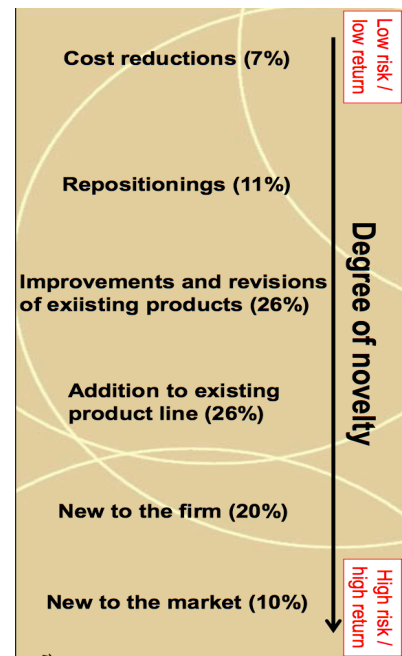 Cost reductions (7%)
Repositionings (11%)
Improvements and revisions
of exiisting products (26%)
Addition to existing
product line (26%)
New to the firm (20%)
New to the market (10%)
Low risk /
low return
Degree of novelty
High risk /
high return